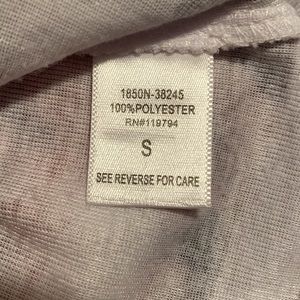 1850N-38245
100%POLYESTER
RN#119794
S
SEE REVERSE FOR CARE